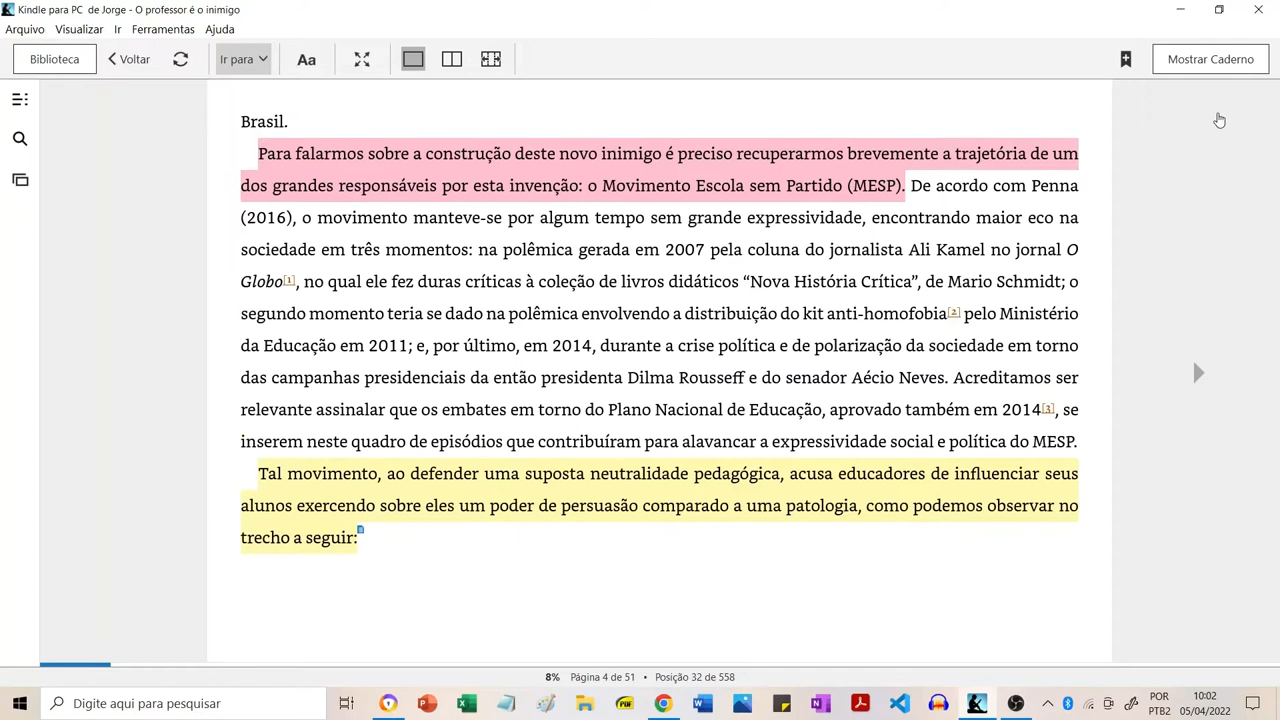 Kindle para PC de Jorge - O professor é o inimigo
Arquivo Visualizar Ir Ferramentas Ajuda
Biblioteca Voltar Ir para Aa Mostrar Caderno
Brasil.
Para falarmos sobre a construção deste novo inimigo é preciso recuperarmos brevemente a trajetória de um
dos grandes responsáveis por esta invenção: o Movimento Escola sem Partido (MESP). De acordo com Penna
(2016), o movimento manteve-se por algum tempo sem grande expressividade, encontrando maior eco na
sociedade em três momentos: na polêmica gerada em 2007 pela coluna do jornalista Ali Kamel no jornal O
Globo[1], no qual ele fez duras críticas à coleção de livros didáticos “Nova História Crítica”, de Mario Schmidt; o
segundo momento teria se dado na polêmica envolvendo a distribuição do kit anti-homofobia[2] pelo Ministério
da Educação em 2011; e, por último, em 2014, durante a crise política e de polarização da sociedade em torno
das campanhas presidenciais da então presidenta Dilma Rousseff e do senador Aécio Neves. Acreditamos ser
relevante assinalar que os embates em torno do Plano Nacional de Educação, aprovado também em 2014[3], se
inserem neste quadro de episódios que contribuíram para alavancar a expressividade social e política do MESP.
Tal movimento, ao defender uma suposta neutralidade pedagógica, acusa educadores de influenciar seus
alunos exercendo sobre eles um poder de persuasão comparado a uma patologia, como podemos observar no
trecho a seguir:
8% Página 4 de 51 • Posição 32 de 558
Digite aqui para pesquisar
POR
PTB2
10:02
05/04/2022